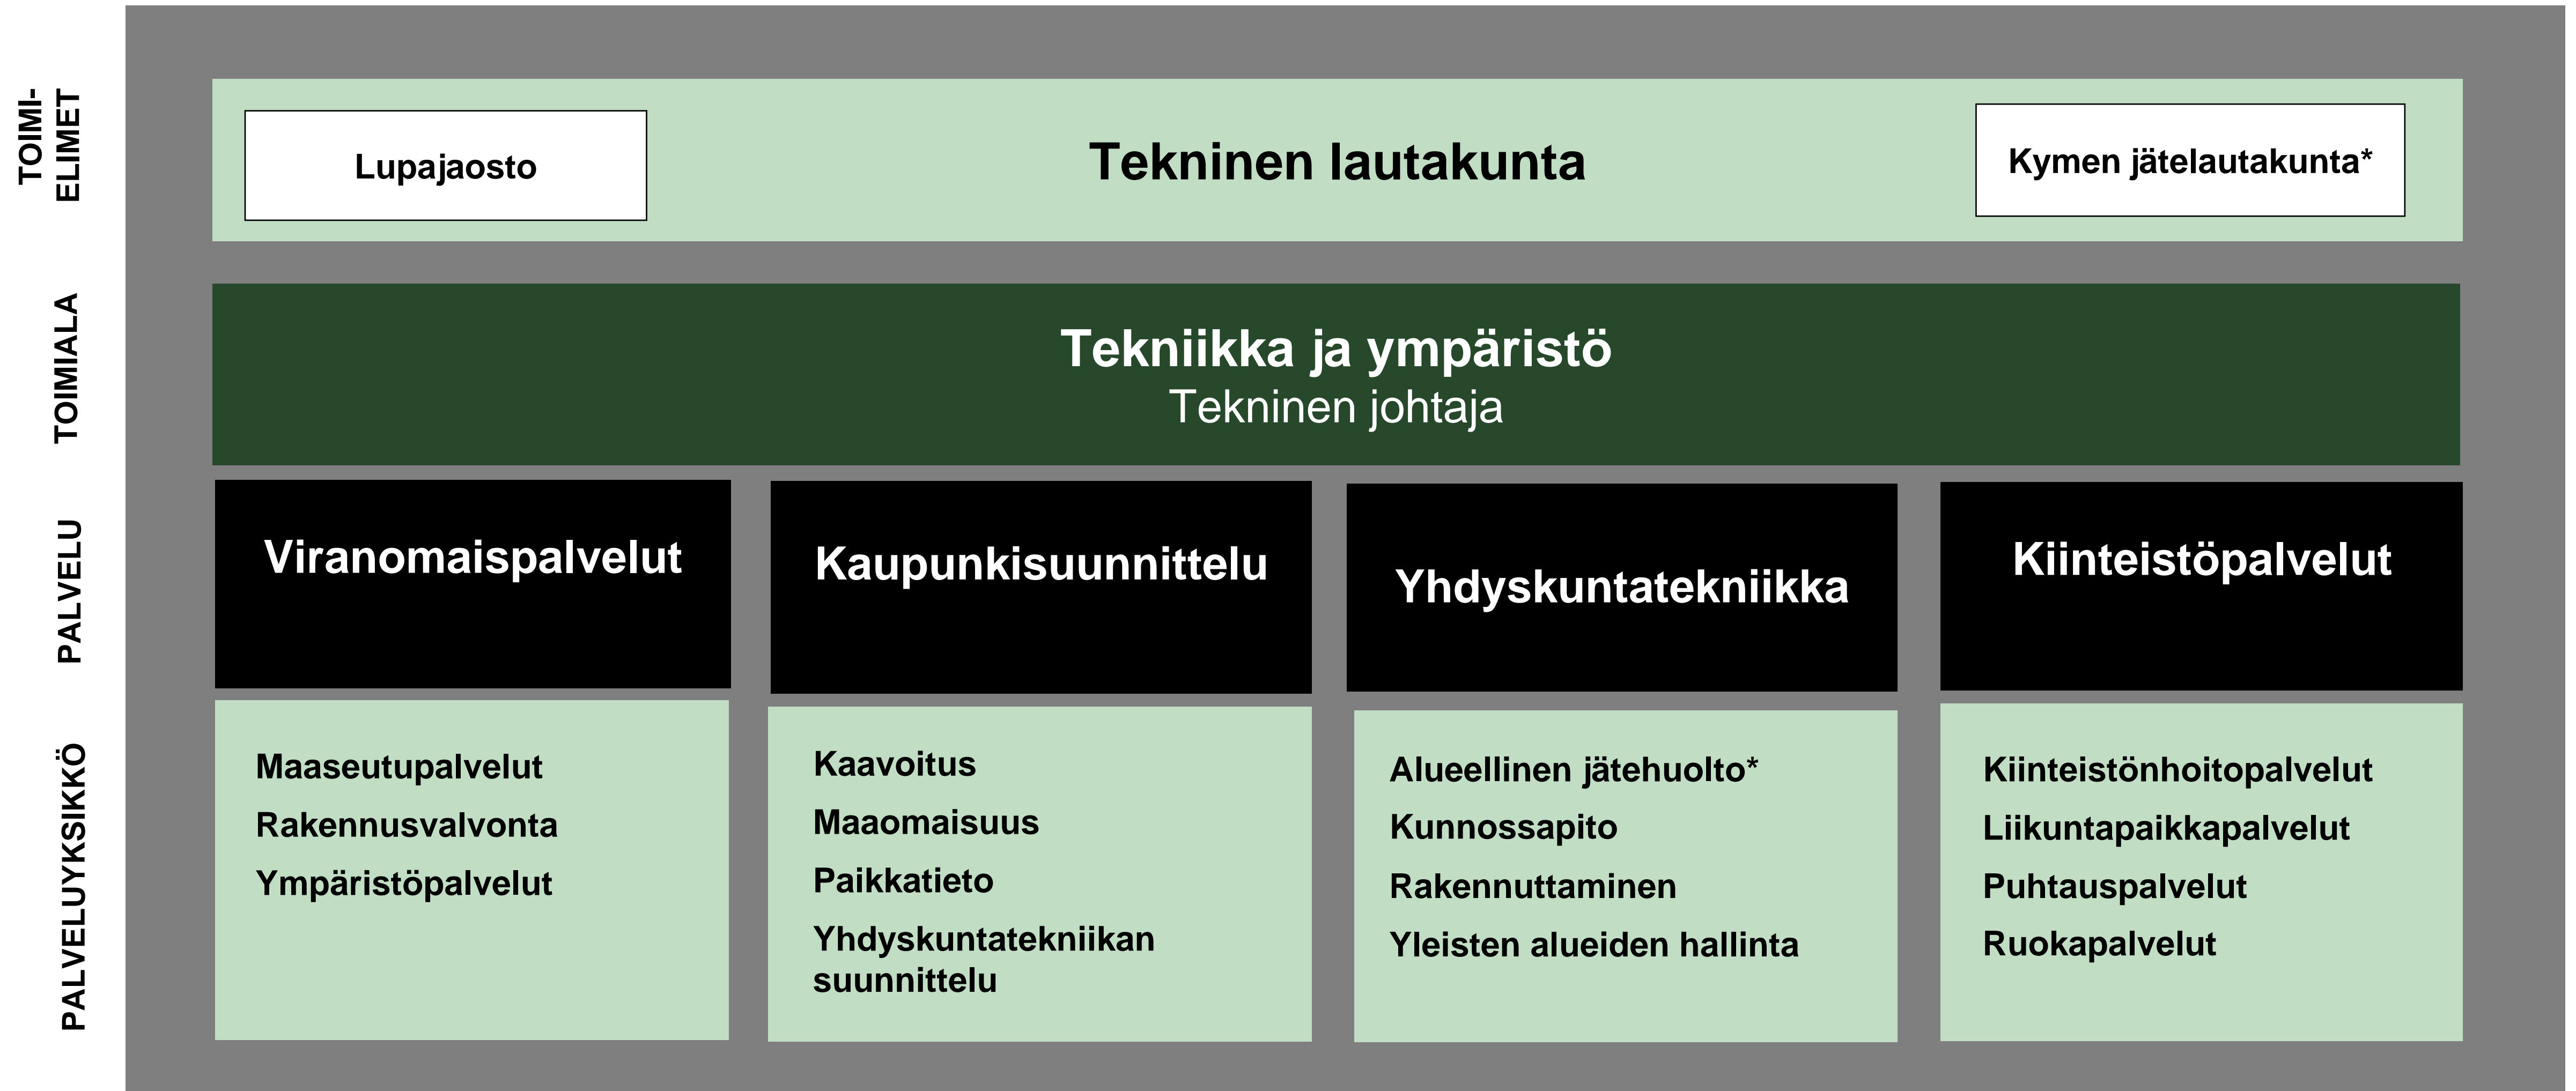 TOIMI-
ELIMET
Lupajaosto
Tekninen lautakunta
Kymen jätelautakunta*
TOIMIALA
Tekniikka ja ympäristö
Tekninen johtaja
PALVELU
Viranomaispalvelut
Kaupunkisuunnittelu
Yhdyskuntatekniikka
Kiinteistöpalvelut
PALVELUYKSIKKÖ
Maaseutupalvelut
Rakennusvalvonta
Ympäristöpalvelut
Kaavoitus
Maaomaisuus
Paikkatieto
Yhdyskuntatekniikan
suunnittelu
Alueellinen jätehuolto*
Kunnossapito
Rakennuttaminen
Yleisten alueiden hallinta
Kiinteistönhoitopalvelut
Liikuntapaikkapalvelut
Puhtauspalvelut
Ruokapalvelut